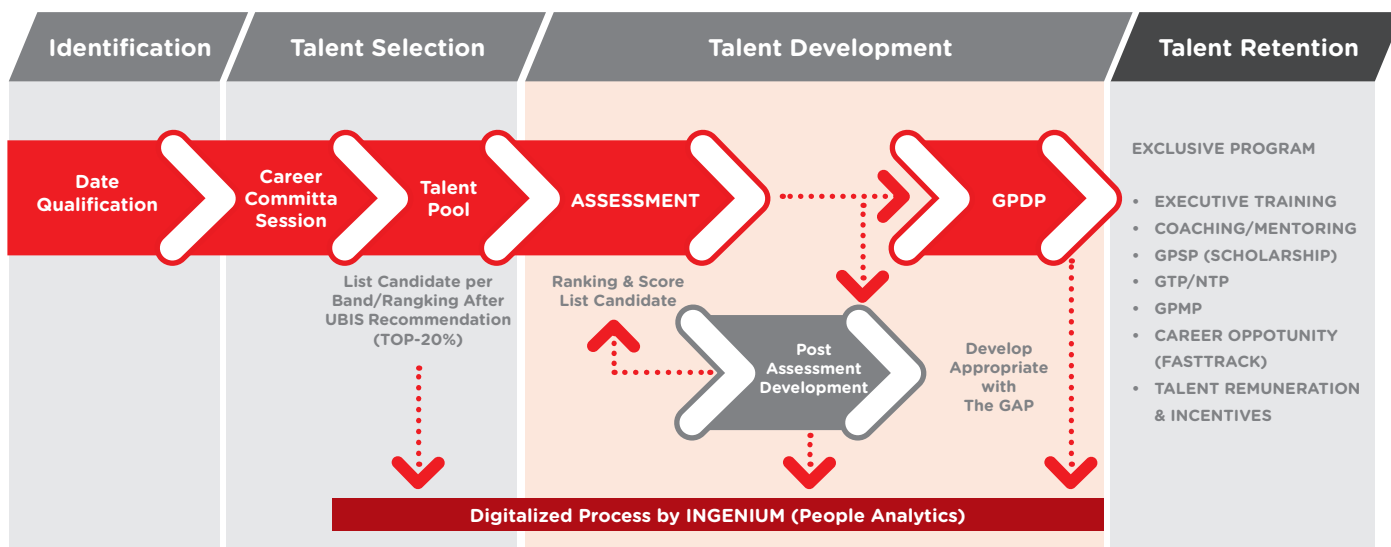 Identification
Talent Selection
Talent Development
Talent Retention
Date
Qualification
Career
Committa
Session
Talent
Pool
ASSESSMENT
GPDP
List Candidate per
Band/Rangking After
UBIS Recommendation
(TOP-20%)
Ranking & Score
List Candidate
Post
Assessment
Development
Develop
Appropriate
with
The GAP
EXCLUSIVE PROGRAM
• EXECUTIVE TRAINING
• COACHING/MENTORING
• GPSP (SCHOLARSHIP)
• GTP/NTP
• GPMP
• CAREER OPPOTUNITY
(FASTTRACK)
• TALENT REMUNERATION
& INCENTIVES
Digitalized Process by INGENIUM (People Analytics)